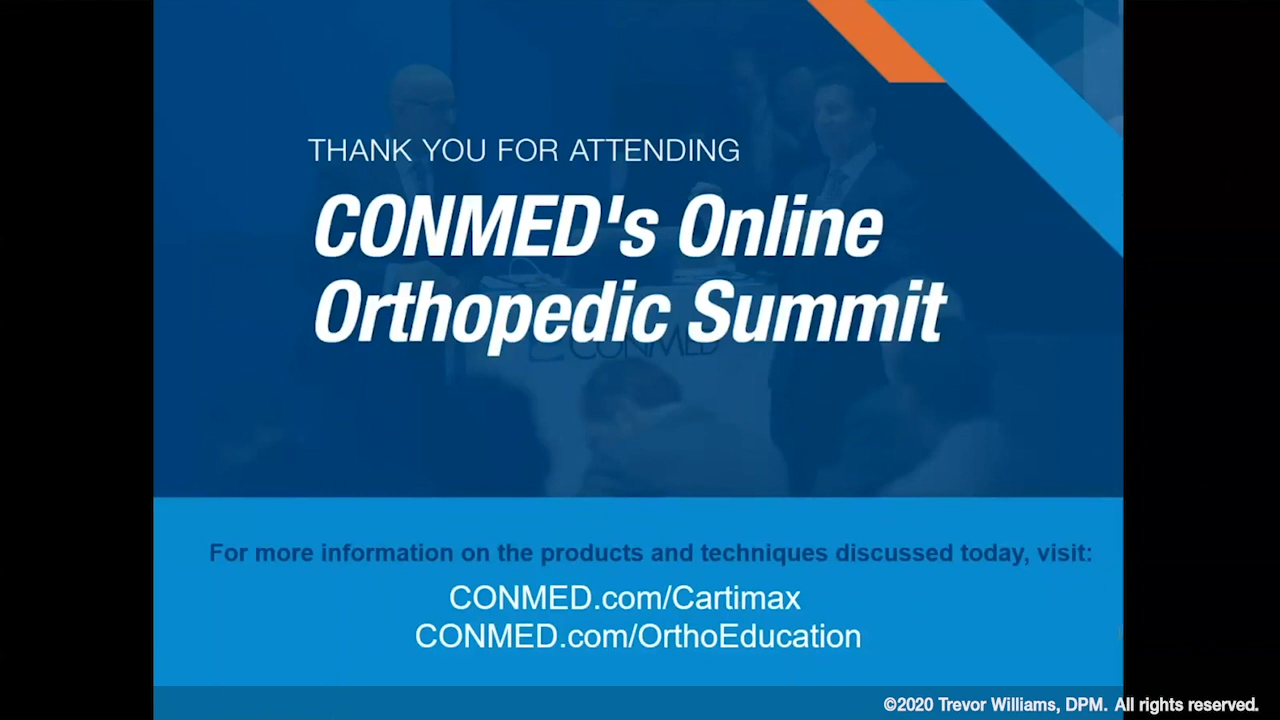 THANK YOU FOR ATTENDING
CONMED's Online
Orthopedic Summit
CONMED
For more information on the products and techniques discussed today, visit:
CONMED.com/Cartimax
CONMED.com/OrthoEducation
©2020 Trevor Williams, DPM. All rights reserved.